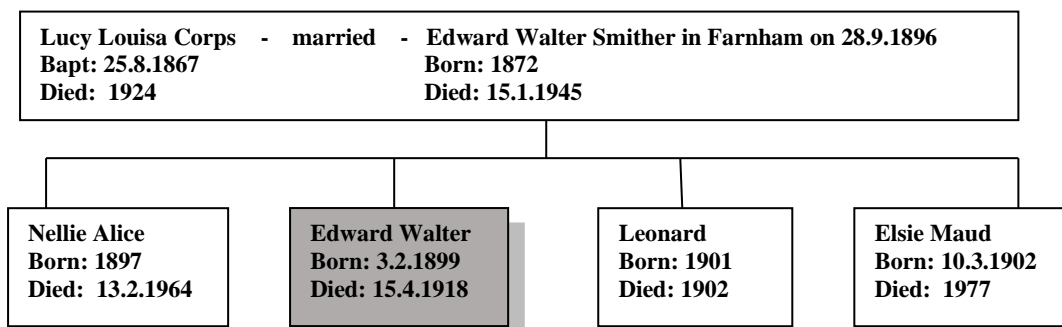 Lucy Louisa Corps - married - Edward Walter Smither in Farnham on 28.9.1896
Bapt: 25.8.1867 Born: 1872
Died: 1924 Died: 15.1.1945
Nellie Alice
Born: 1897
Died: 13.2.1964
Edward Walter
Born: 3.2.1899
Died: 15.4.1918
Leonard
Born: 1901
Died: 1902
Elsie Maud
Born: 10.3.1902
Died: 1977